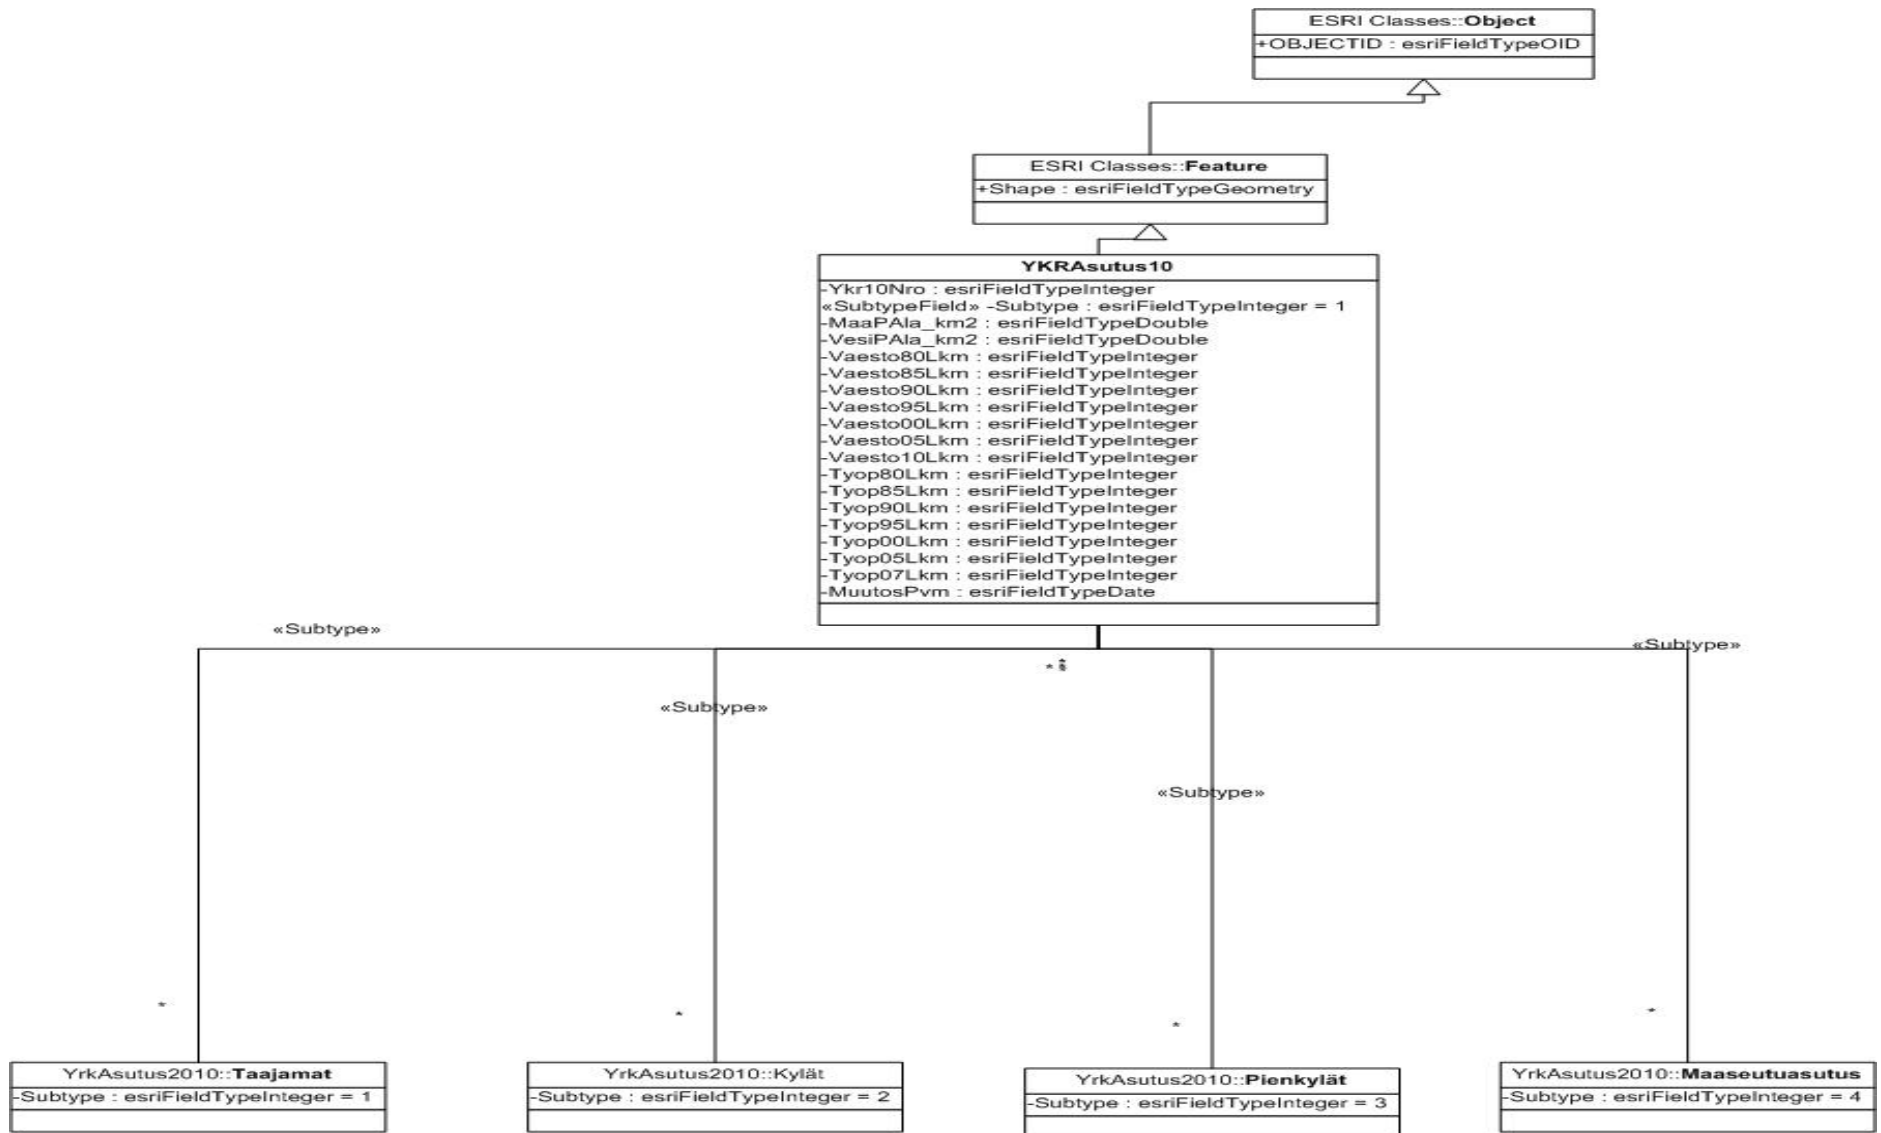 ESRI Classes::Object
+OBJECTID : esriFieldTypeOID
ESRI Classes::Feature
+Shape : esriFieldTypeGeometry
YKRAsutus10
-Ykr10Nro : esriFieldTypeInteger
«SubtypeField» -Subtype : esriFieldTypeInteger = 1
-MaaPAla_km2 : esriFieldTypeDouble
-VesiPAla_km2 : esriFieldTypeDouble
-Vaesto80Lkm : esriFieldTypeInteger
-Vaesto85Lkm : esriFieldTypeInteger
-Vaesto90Lkm : esriFieldTypeInteger
-Vaesto95Lkm : esriFieldTypeInteger
-Vaesto00Lkm : esriFieldTypeInteger
-Vaesto05Lkm : esriFieldTypeInteger
-Vaesto10Lkm : esriFieldTypeInteger
-Tyop80Lkm : esriFieldTypeInteger
-Tyop85Lkm : esriFieldTypeInteger
-Tyop90Lkm : esriFieldTypeInteger
-Tyop95Lkm : esriFieldTypeInteger
-Tyop00Lkm : esriFieldTypeInteger
-Tyop05Lkm : esriFieldTypeInteger
-Tyop07Lkm : esriFieldTypeInteger
-MuutosPvm : esriFieldTypeDate
«Subtype»
«Subtype»
*
«Subtype»
«Subtype»
*
*
*
*
YrkAsutus2010::Taajamat
-Subtype : esriFieldTypeInteger = 1
YrkAsutus2010::Kylät
-Subtype : esriFieldTypeInteger = 2
YrkAsutus2010::Pienkylät
-Subtype : esriFieldTypeInteger = 3
YrkAsutus2010::Maaseutuasutus
-Subtype : esriFieldTypeInteger = 4